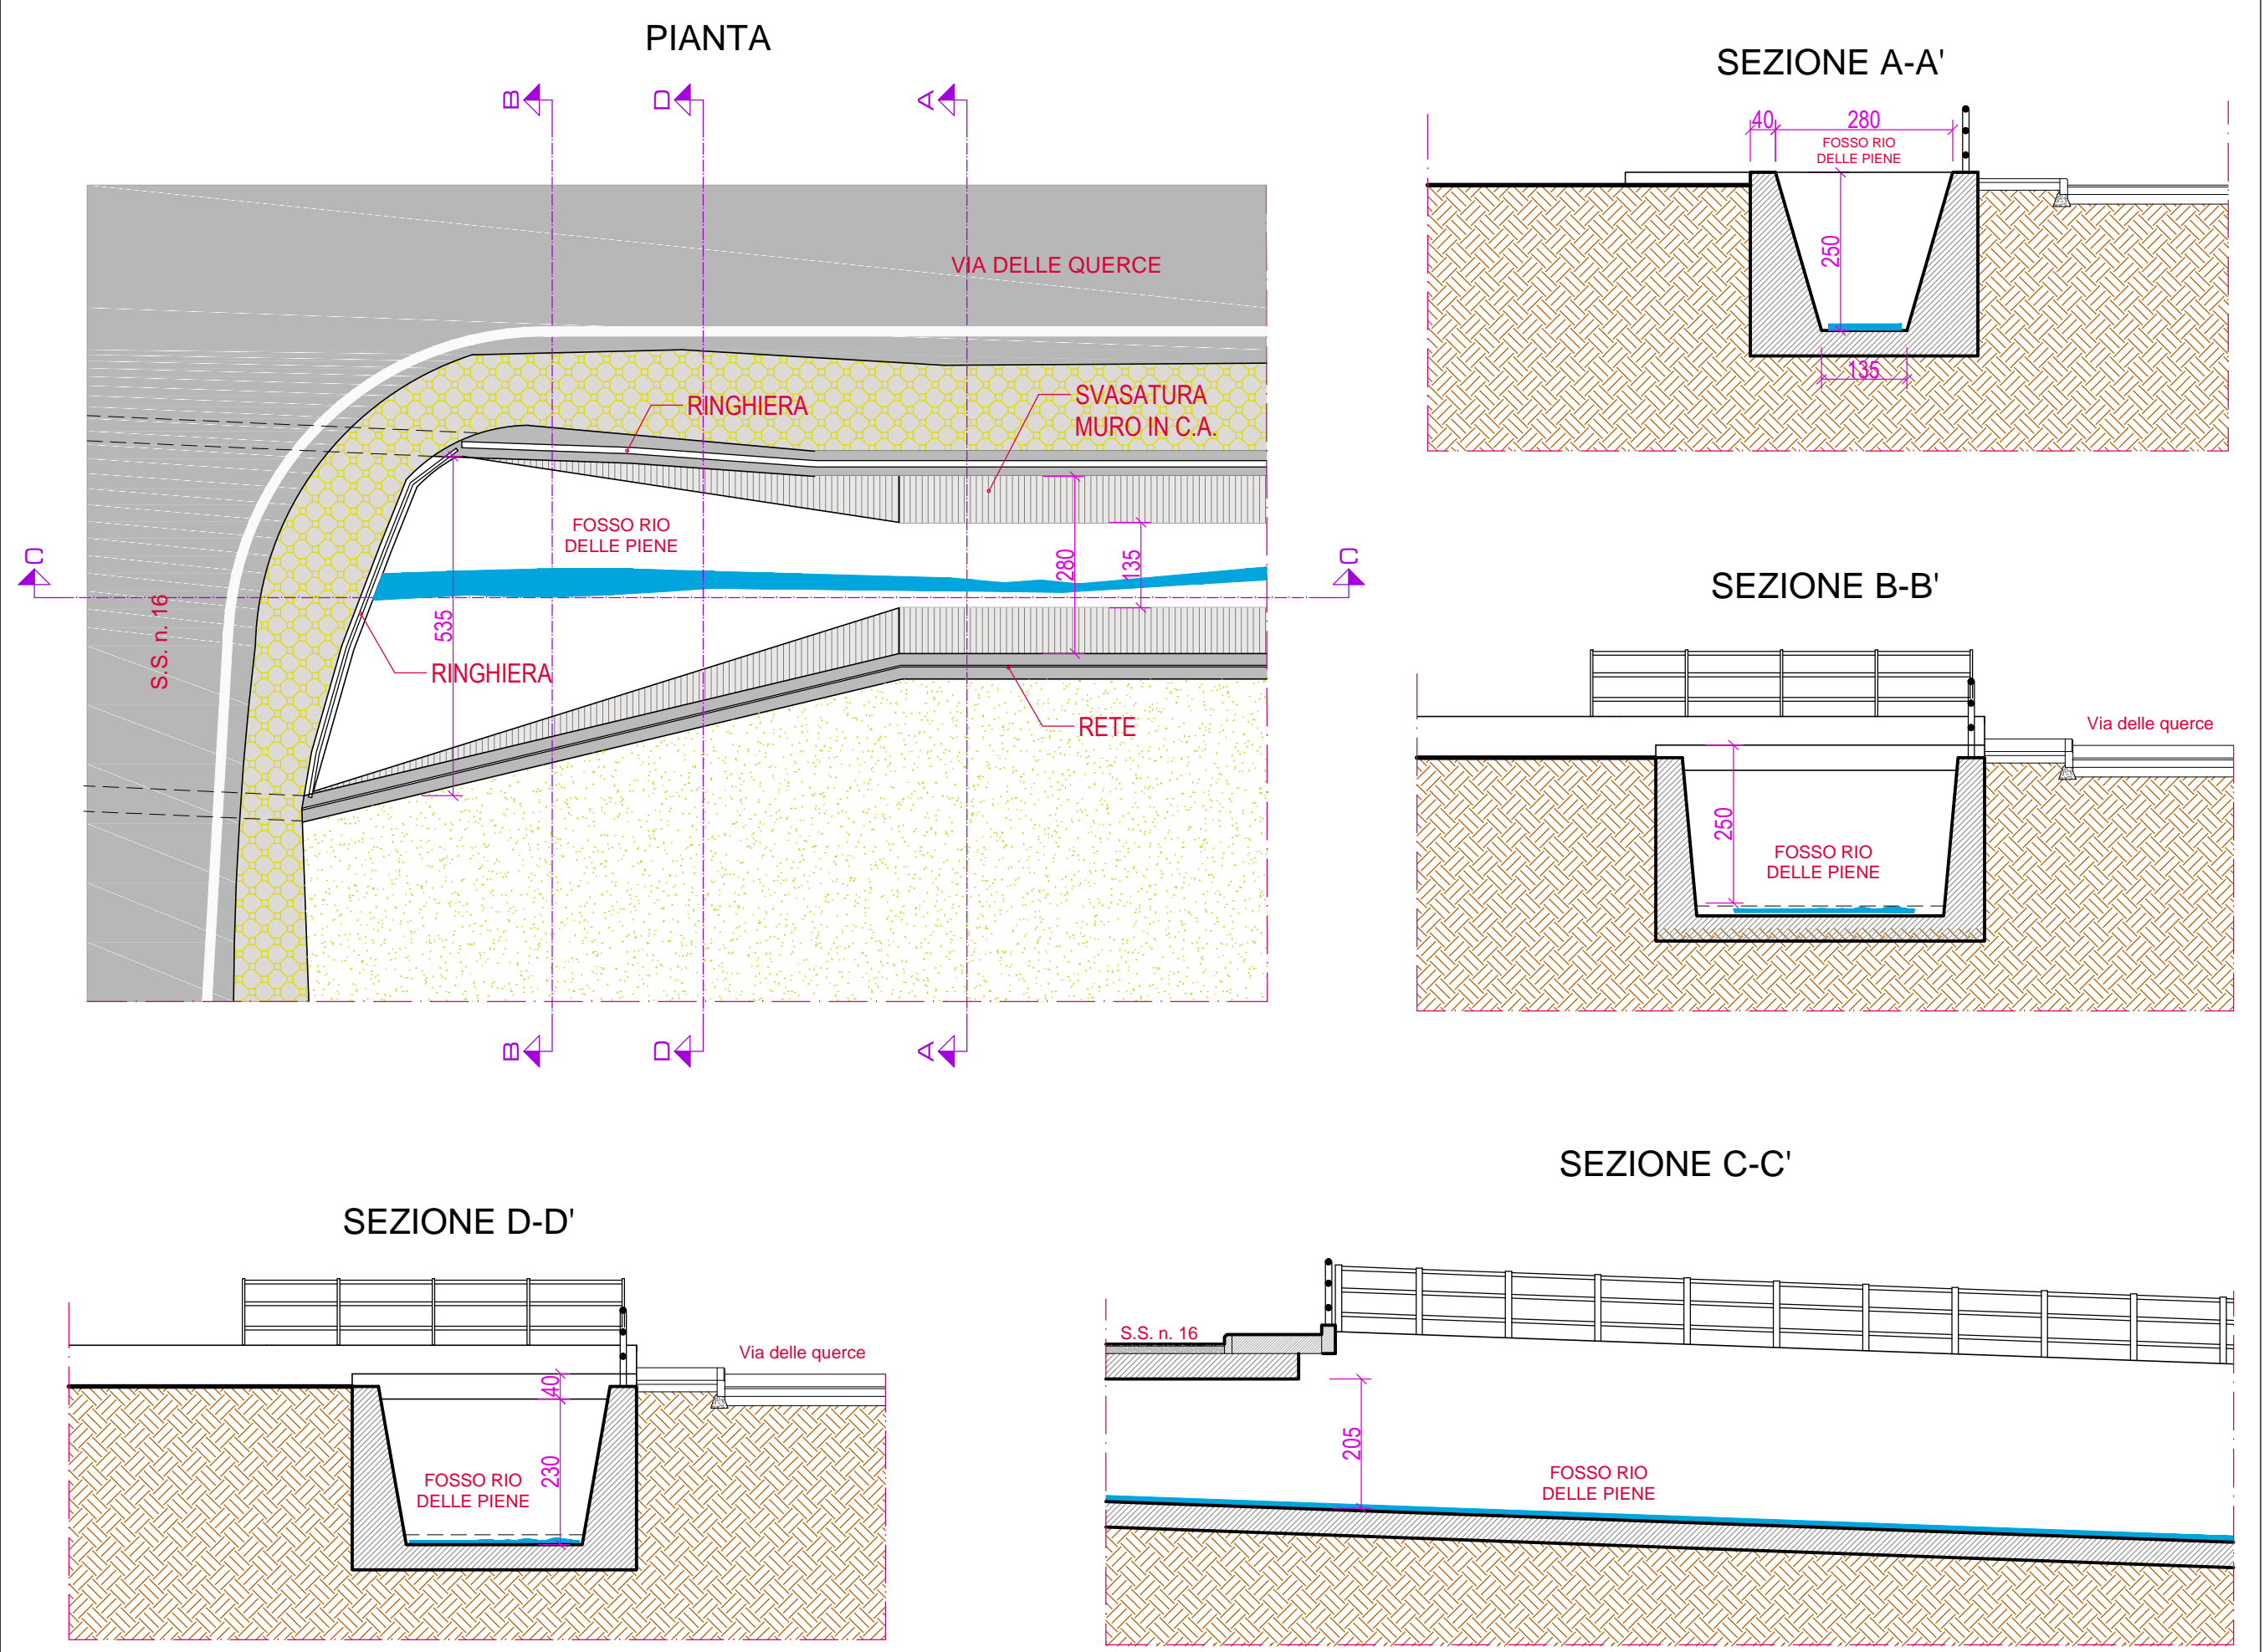 PIANTA
B
D
A
VIA DELLE QUERCE
RINGHIERA
SVASATURA
MURO IN C.A.
FOSSO RIO
DELLE PIENE
280
135
C
C
S.S. n. 16
535
RINGHIERA
RETE
B
D
A
SEZIONE A-A'
40
280
FOSSO RIO
DELLE PIENE
250
135
SEZIONE B-B'
Via delle querce
250
FOSSO RIO
DELLE PIENE
SEZIONE D-D'
Via delle querce
40
230
FOSSO RIO
DELLE PIENE
SEZIONE C-C'
S.S. n. 16
205
FOSSO RIO
DELLE PIENE